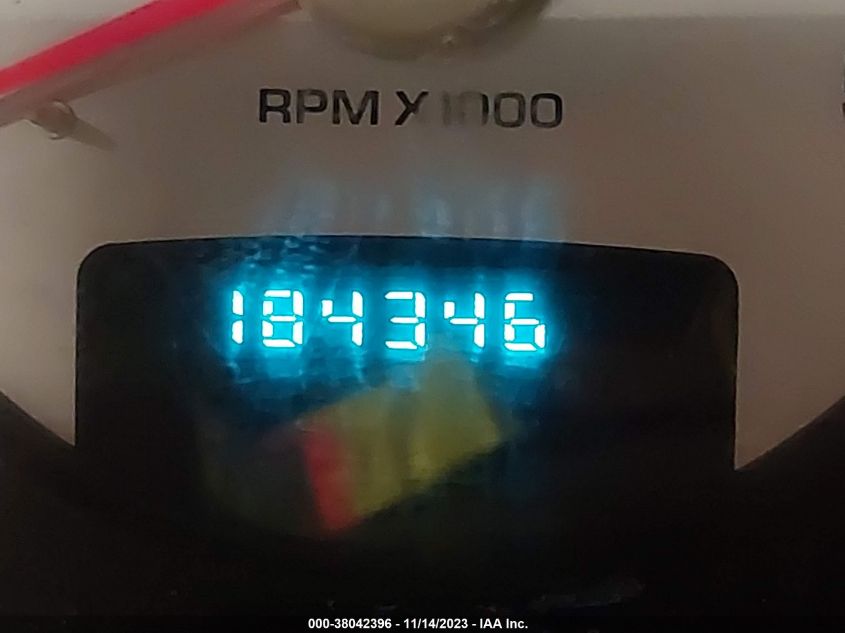 RPM X 1000
184346
000-38042396 - 11/14/2023 - IAA Inc.